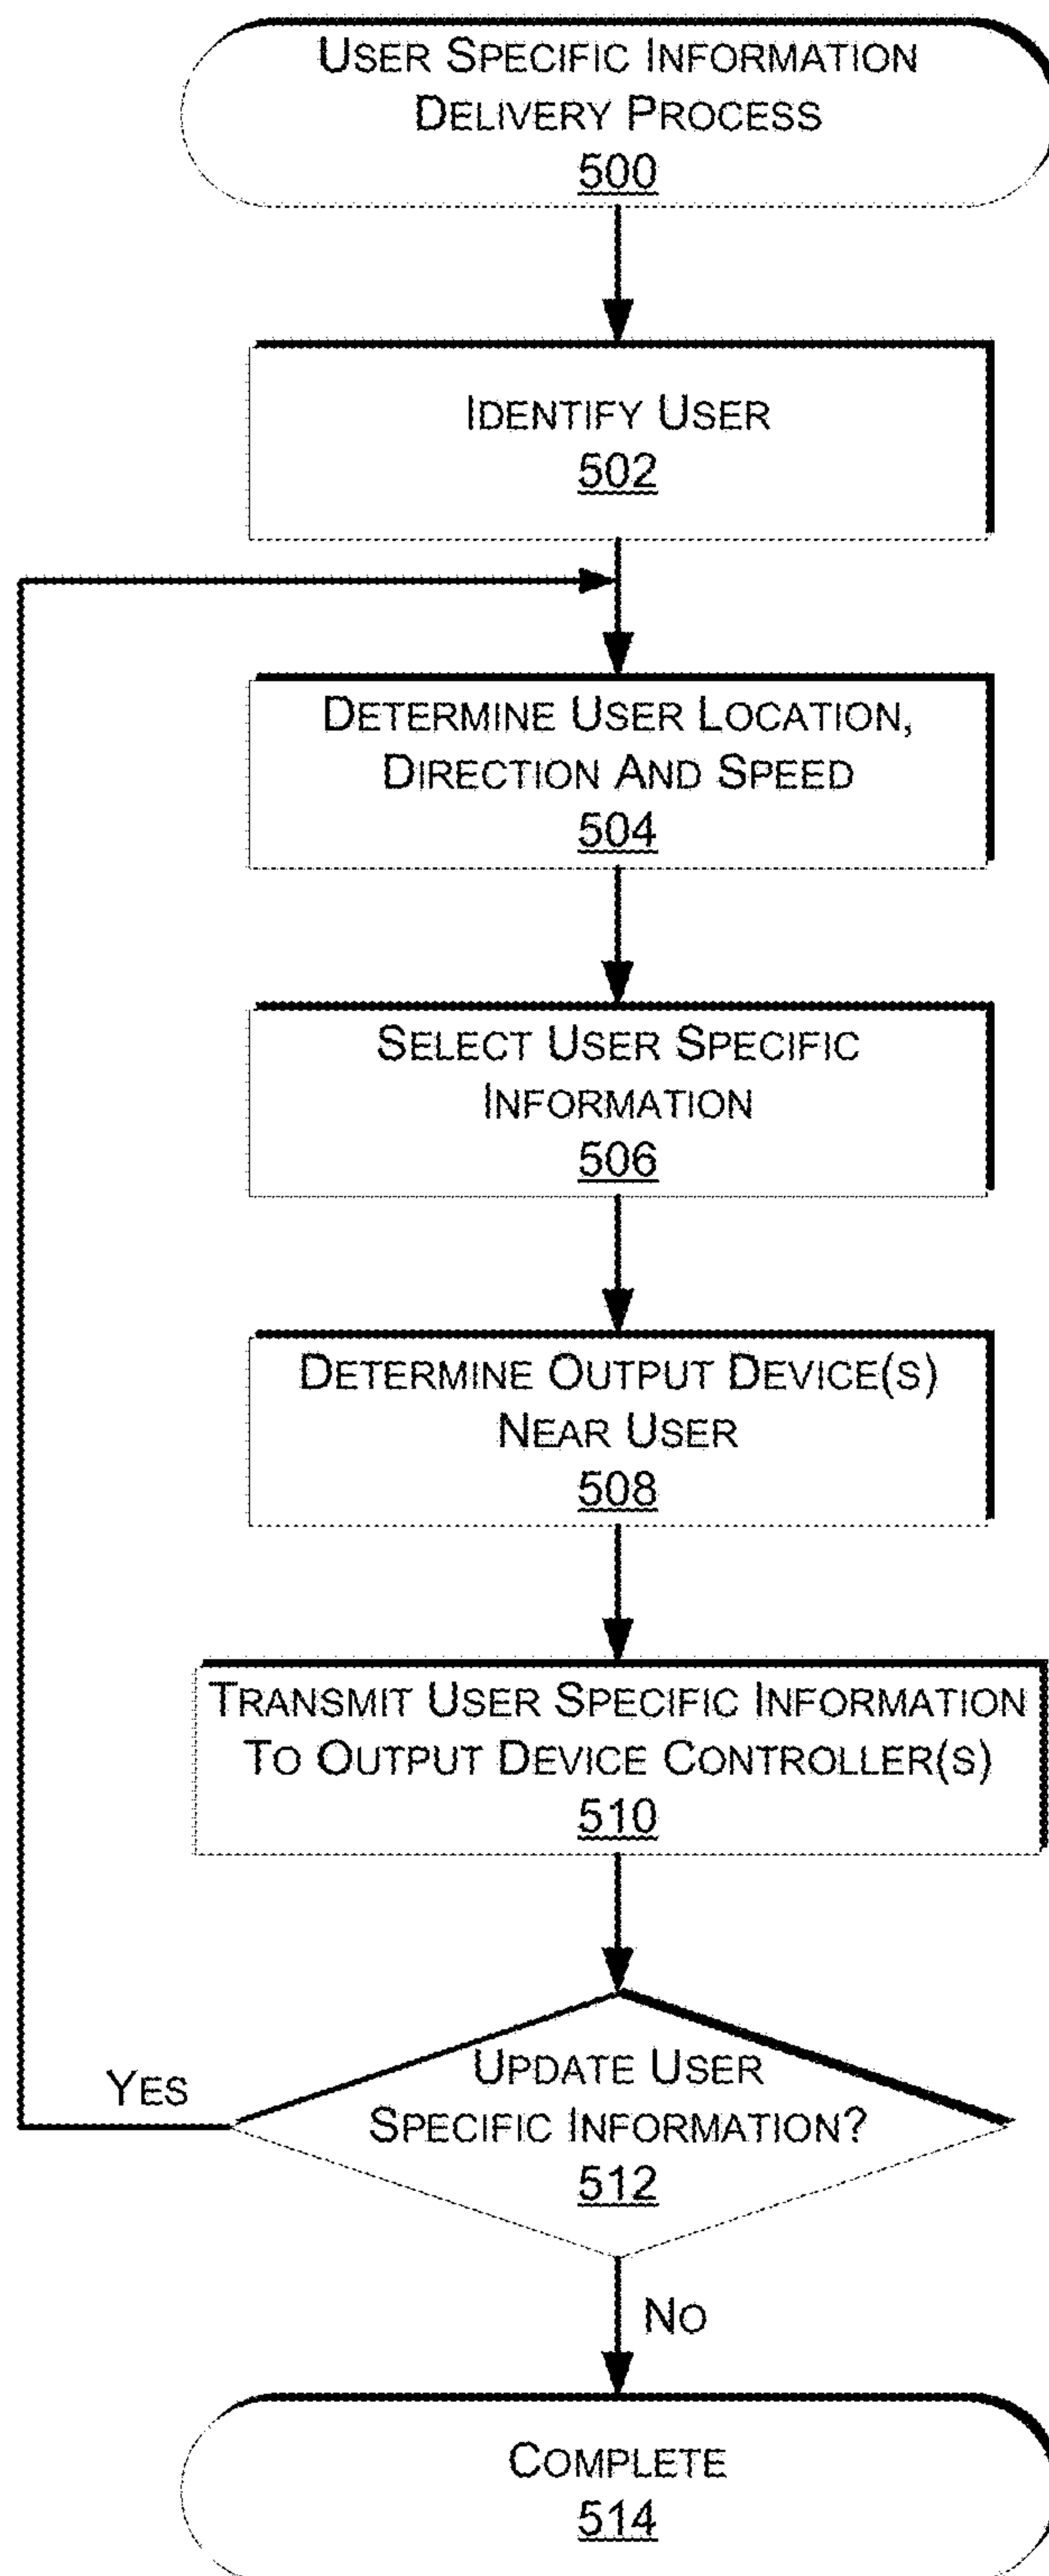 USER SPECIFIC INFORMATION
DELIVERY PROCESS
500
IDENTIFY USER
502
DETERMINE USER LOCATION,
DIRECTION AND SPEED
504
SELECT USER SPECIFIC
INFORMATION
506
DETERMINE OUTPUT DEVICE(S)
NEAR USER
508
TRANSMIT USER SPECIFIC INFORMATION
TO OUTPUT DEVICE CONTROLLER(S)
510
UPDATE USER
SPECIFIC INFORMATION?
512
YES
NO
COMPLETE
514